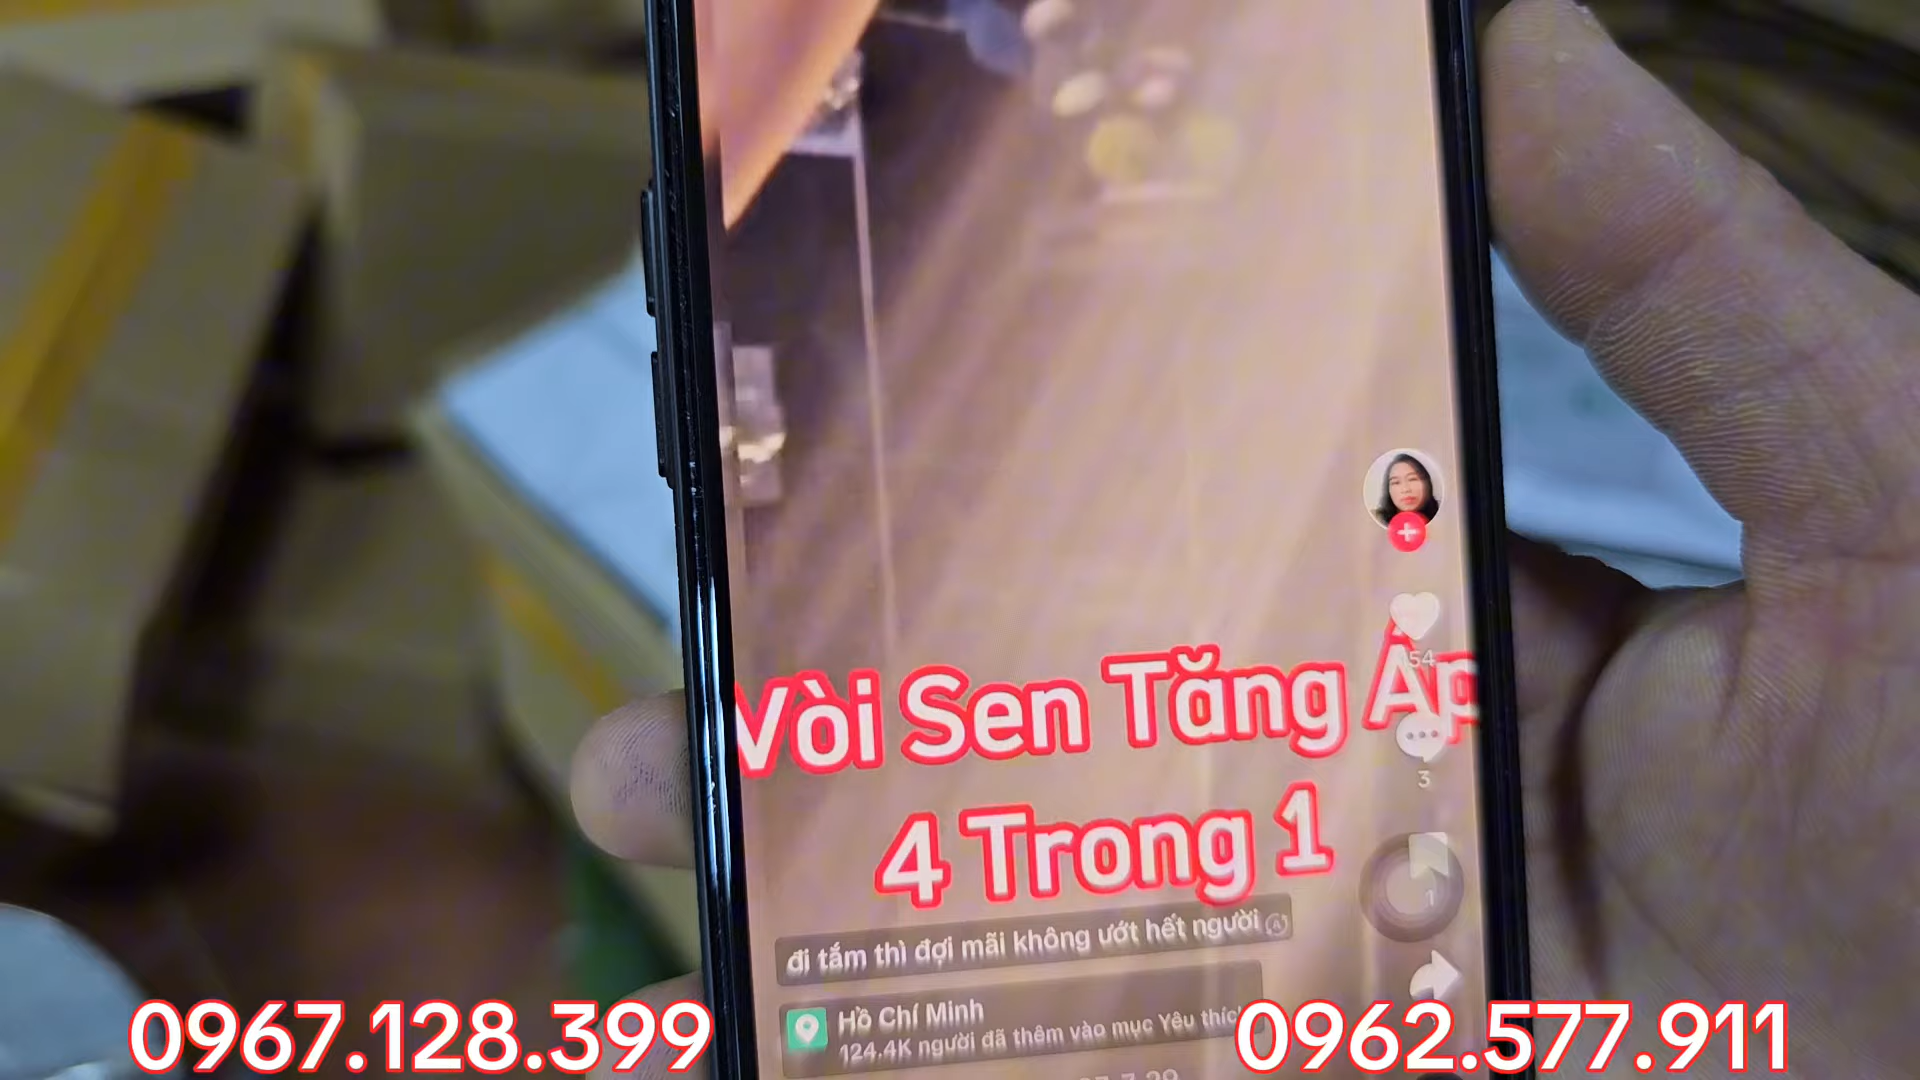 54
Vòi Sen Tăng Áp
3
4 Trong 1
1
đi tắm thì đợi mãi không ướt hết người
Hồ Chí Minh
124.4K người đã thêm vào mục Yêu thíc
0967.128.399
0962.577.911